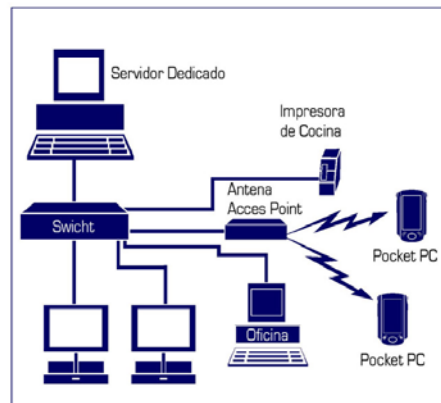 Servidor Dedicado
Impresora
de Cocina
Antena
Acces Point
Swicht
Pocket PC
Oficina
Pocket PC